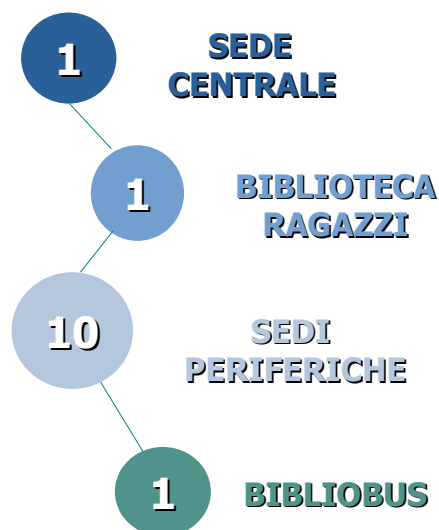 1
SEDE
CENTRALE
1
BIBLIOTECA
RAGAZZI
10
SEDI
PERIFERICHE
1
BIBLIOBUS